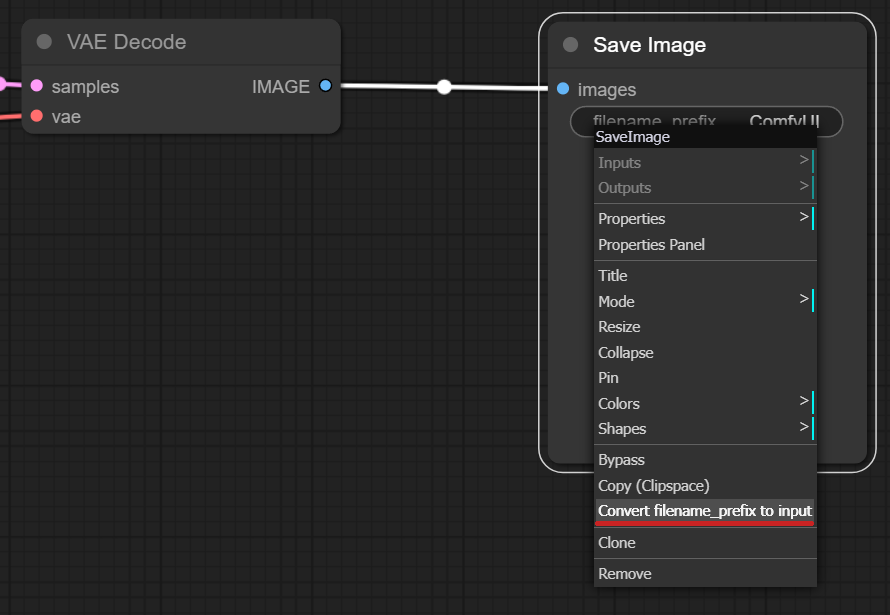 VAE Decode
samples
IMAGE
vae
Save Image
images
filename_prefix
ComfyUI
SaveImage
Inputs >
Outputs >
Properties >
Properties Panel
Title
Mode >
Resize
Collapse
Pin
Colors >
Shapes >
Bypass
Copy (Clipspace)
Convert filename_prefix to input
Clone
Remove